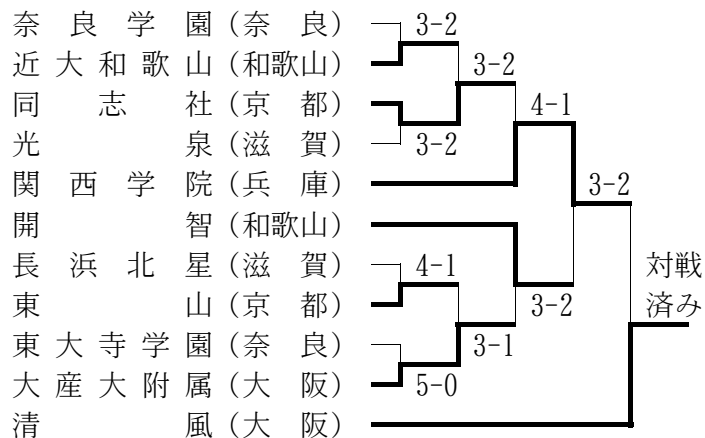 奈良学園(奈良) 3-2
近大和歌山(和歌山) 3-2
同志社(京都) 4-1
光泉(滋賀) 3-2
関西学院(兵庫) 3-2
開智(和歌山)
長浜北星(滋賀) 4-1 対戦
東山(京都) 3-2 済み
東大寺学園(奈良) 3-1
大産大附属(大阪) 5-0
清風(大阪)